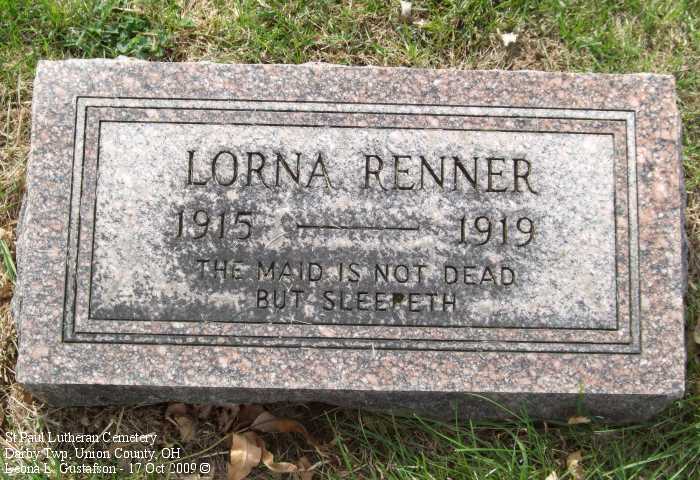 LORNA RENNER
1915 — 1919
THE MAID IS NOT DEAD
BUT SLEEPETH
St Paul Lutheran Cemetery
Darby Twp, Union County, OH
Leona L. Gustafson - 17 Oct 2009 ©